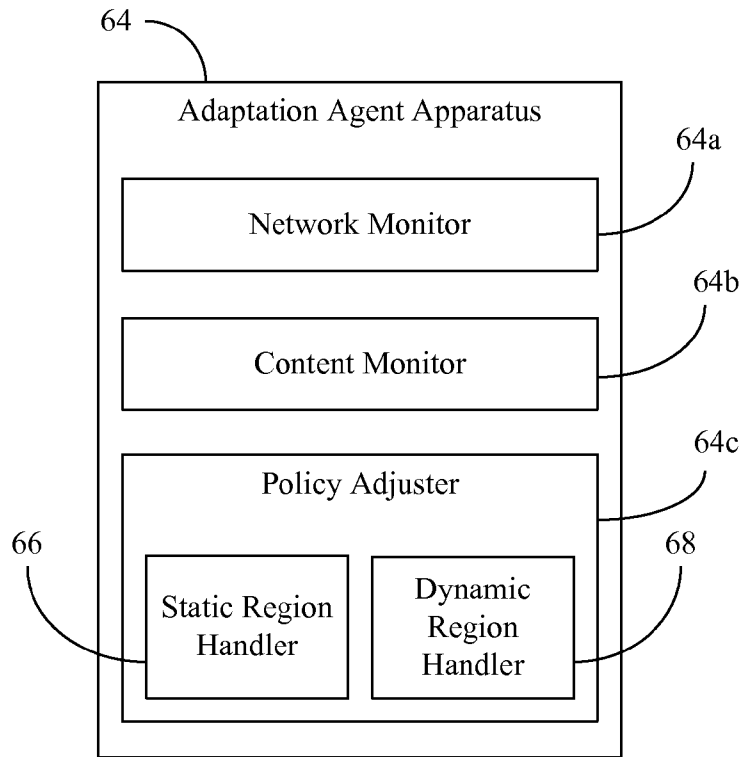 64
Adaptation Agent Apparatus
64a
Network Monitor
64b
Content Monitor
64c
Policy Adjuster
66
68
Static Region
Handler
Dynamic
Region
Handler